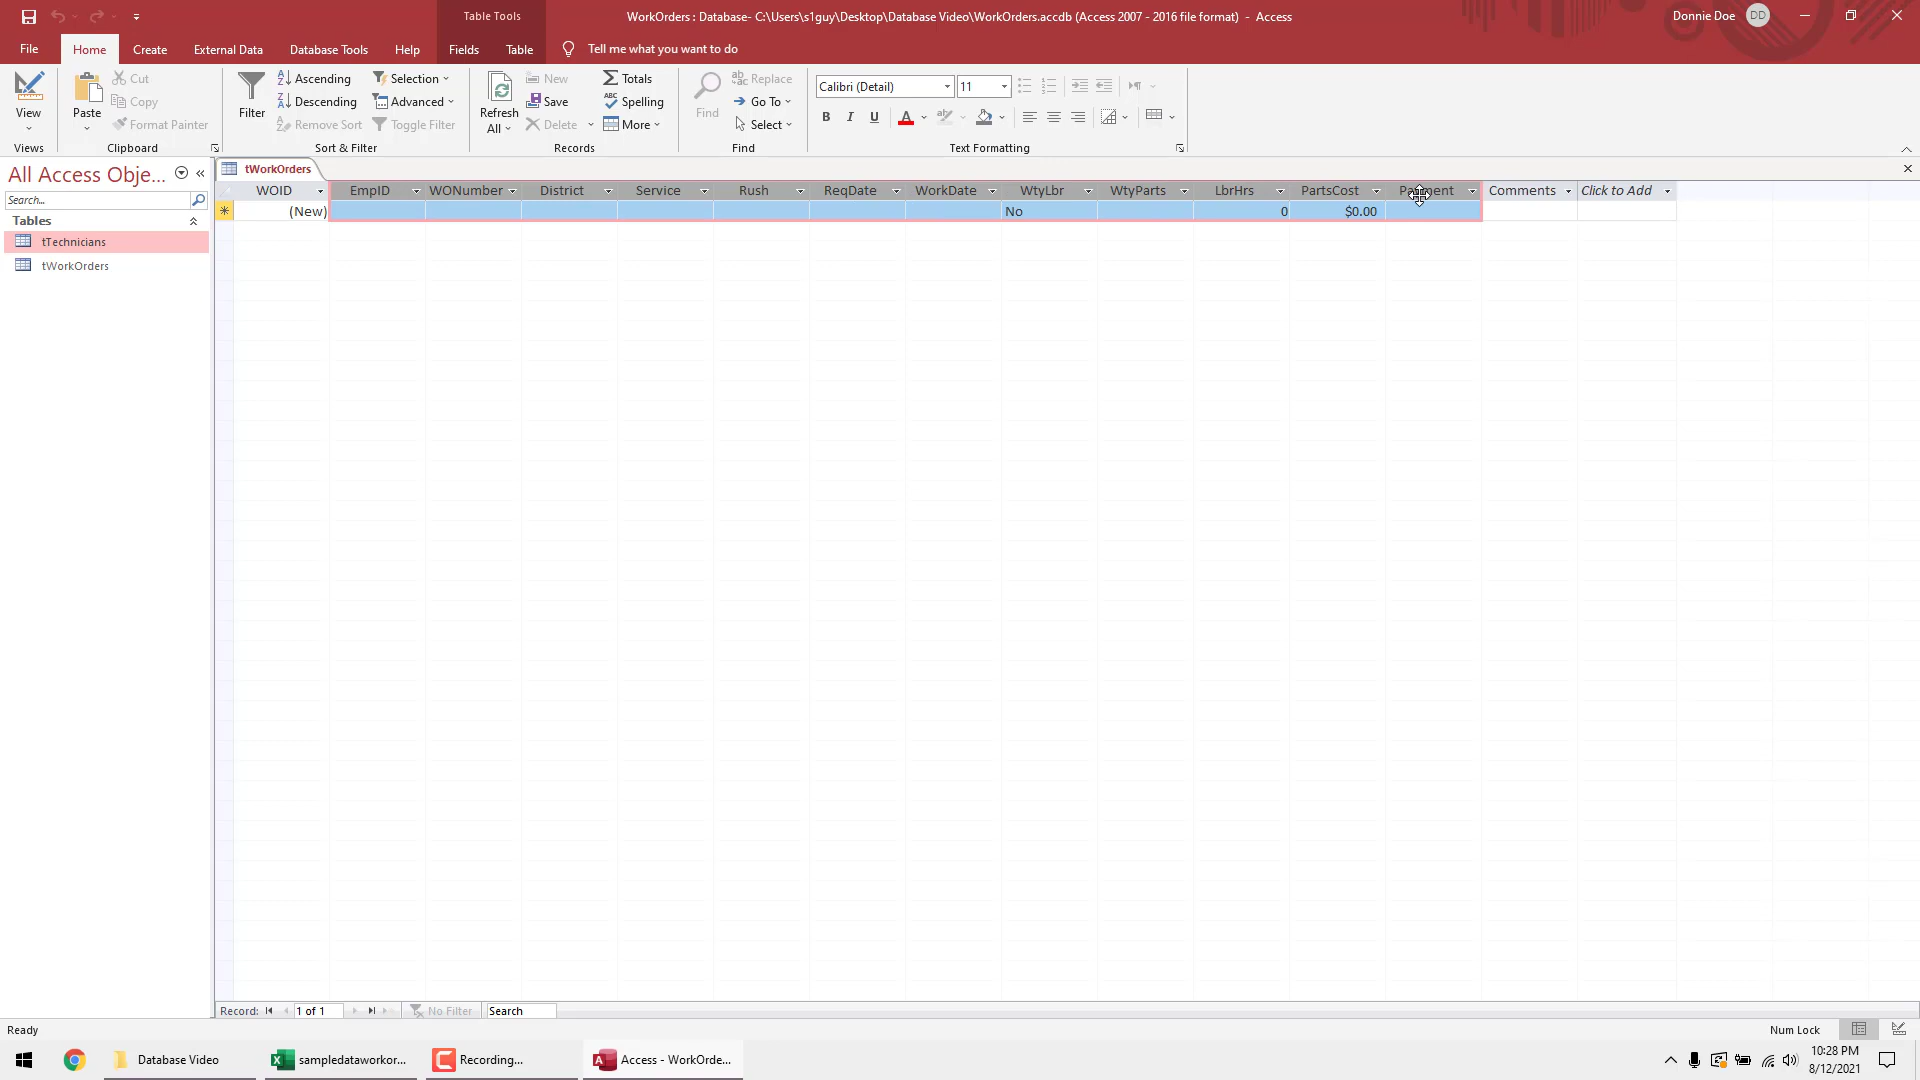 Table Tools
WorkOrders : Database- C:\Users\s1guy\Desktop\Database Video\WorkOrders.accdb (Access 2007 - 2016 file format) - Access
Donnie Doe DD
File Home Create External Data Database Tools Help Fields Table Tell me what you want to do
View
Views
Paste
Cut
Copy
Format Painter
Clipboard
Filter
Ascending
Descending
Remove Sort
Selection
Advanced
Toggle Filter
Sort & Filter
Refresh
All
New
Save
Delete
Totals
Spelling
More
Records
Find
Replace
Go To
Select
Find
Calibri (Detail) 11
B I U A
Text Formatting
All Access Obje...
Search...
Tables
tTechnicians
tWorkOrders
tWorkOrders
WOID EmpID WONumber District Service Rush ReqDate WorkDate WtyLbr WtyParts LbrHrs PartsCost Comments Click to Add
(New) No 0 $0.00
Record: 1 of 1 No Filter Search
Ready
Num Lock
Database Video
sampledataworkor...
Recording...
Access - WorkOrde...
10:28 PM
8/12/2021